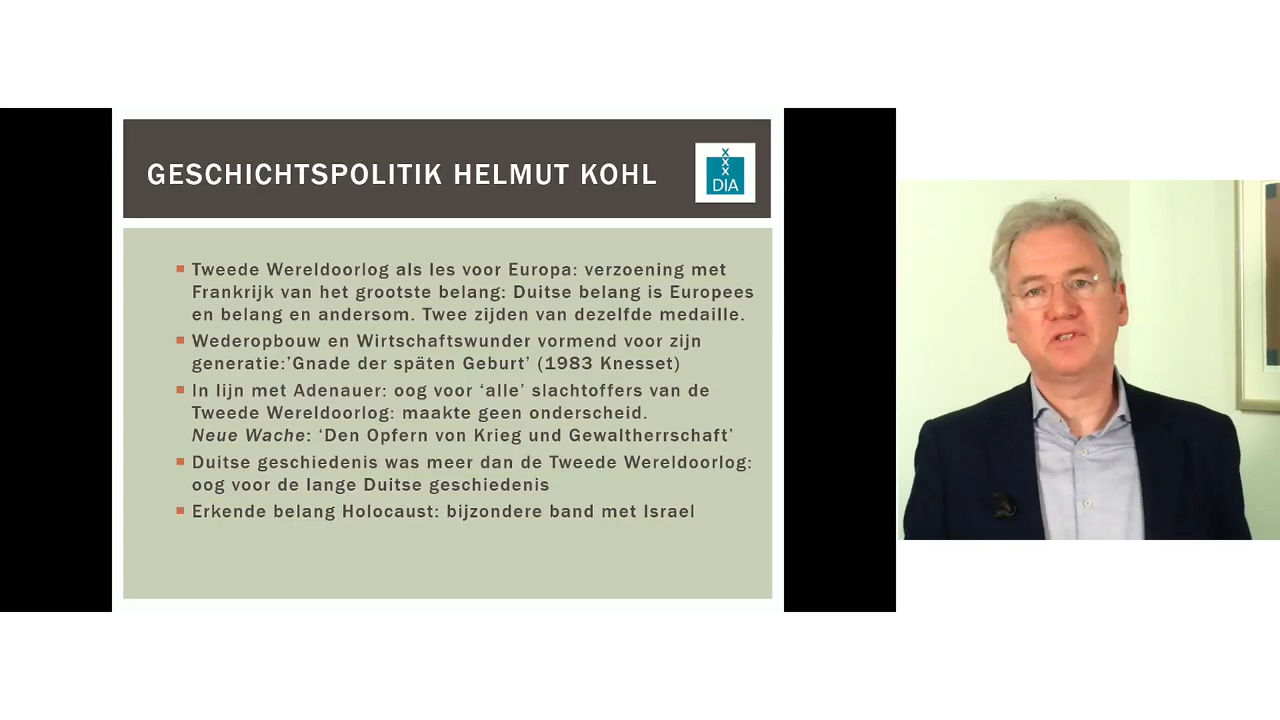 GESCHICHTSPOLITIK HELMUT KOHL
X
X
X
DIA
Tweede Wereldoorlog als les voor Europa: verzoening met
Frankrijk van het grootste belang: Duitse belang is Europees
en belang en andersom. Twee zijden van dezelfde medaille.
Wederopbouw en Wirtschaftswunder vormend voor zijn
generatie:’Gnade der späten Geburt’ (1983 Knesset)
In lijn met Adenauer: oog voor ‘alle’ slachtoffers van de
Tweede Wereldoorlog: maakte geen onderscheid.
Neue Wache: ‘Den Opfern von Krieg und Gewaltherrschaft’
Duitse geschiedenis was meer dan de Tweede Wereldoorlog:
oog voor de lange Duitse geschiedenis
Erkende belang Holocaust: bijzondere band met Israel